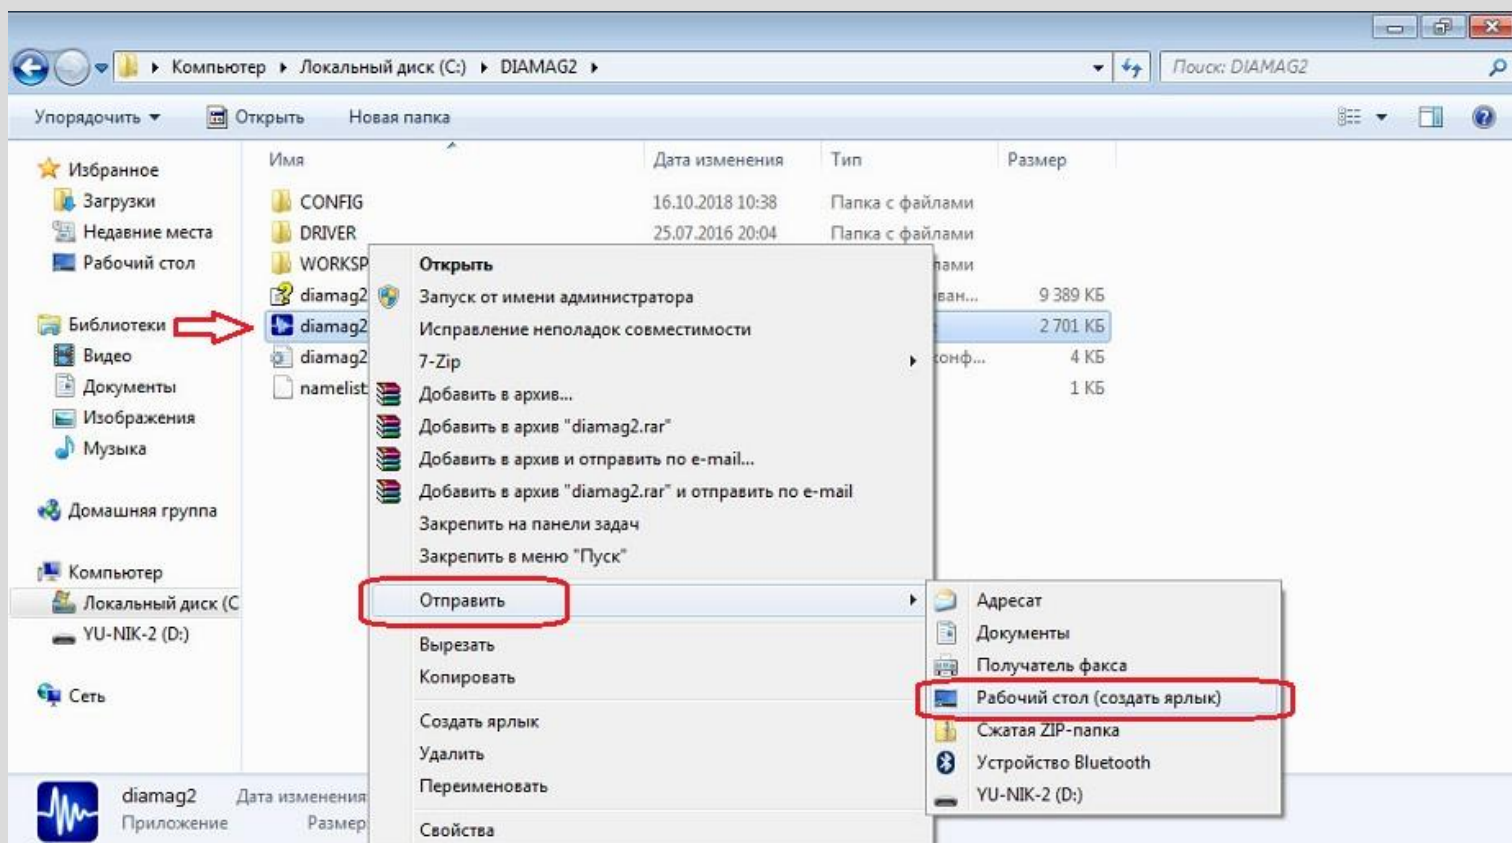 Компьютер Локальный диск (C:) DIAMAG2
Поиск: DIAMAG2
Упорядочить Открыть Новая папка
Имя Дата изменения Тип Размер
Избранное
Загрузки
Недавние места
Рабочий стол
Библиотеки
Видео
Документы
Изображения
Музыка
Домашняя группа
Компьютер
Локальный диск (C
YU-NIK-2 (D:)
Сеть
CONFIG 16.10.2018 10:38 Папка с файлами
DRIVER 25.07.2016 20:04 Папка с файлами
WORKSP лами
diamag2 ван... 9 389 КБ
diamag2 2 701 КБ
diamag2 конф... 4 КБ
namelist 1 КБ
Открыть
Запуск от имени администратора
Исправление неполадок совместимости
7-Zip
Добавить в архив...
Добавить в архив "diamag2.rar"
Добавить в архив и отправить по e-mail...
Добавить в архив "diamag2.rar" и отправить по e-mail
Закрепить на панели задач
Закрепить в меню "Пуск"
Отправить
Вырезать
Копировать
Создать ярлык
Удалить
Переименовать
Свойства
Адресат
Документы
Получатель факса
Рабочий стол (создать ярлык)
Сжатая ZIP-папка
Устройство Bluetooth
YU-NIK-2 (D:)
diamag2 Дата изменения
Приложение Размер